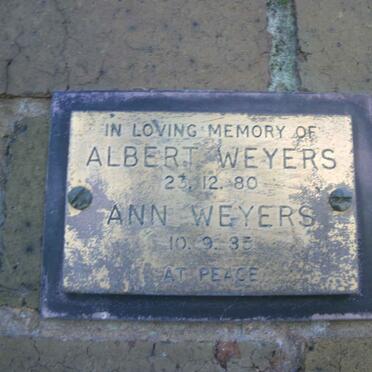 IN LOVING MEMORY OF
ALBERT WEYERS
23. 12. 80
ANN WEYERS
10. 9. 85
AT PEACE